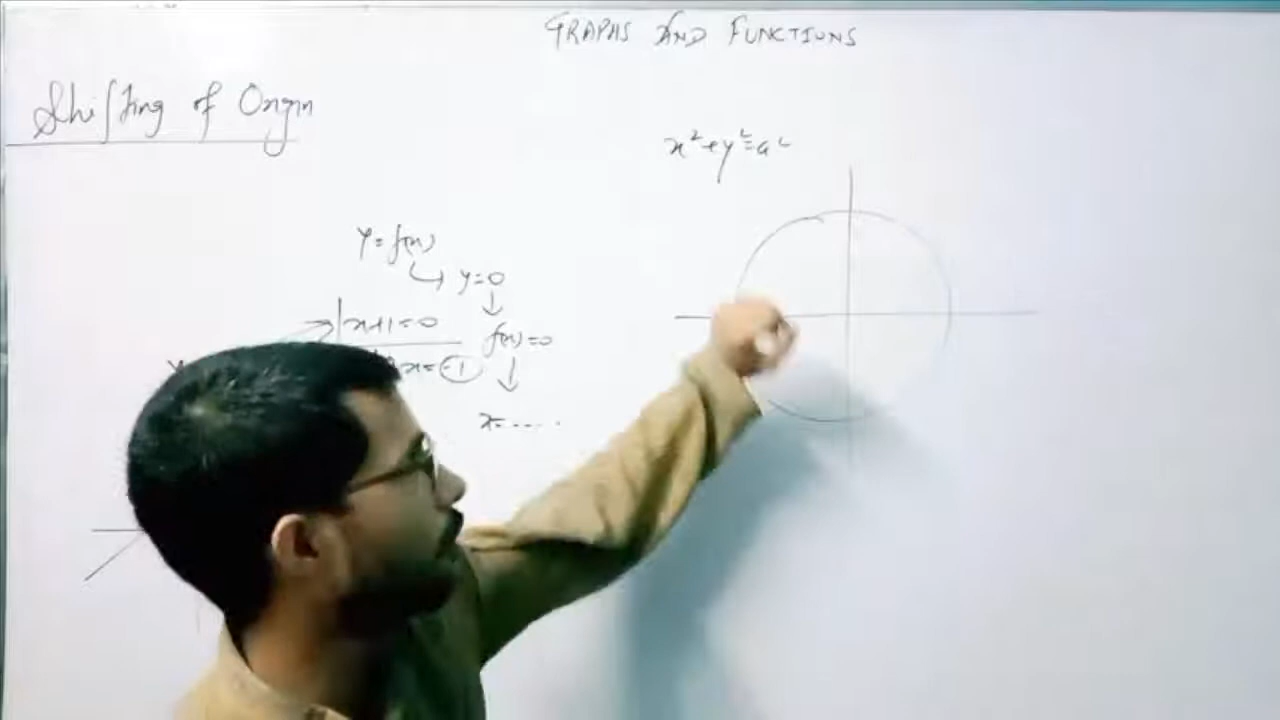 GRAPHS AND FUNCTIONS
Shifting of Origin
x²+y²=a²
y=f(x)
y=0
x+1=0
f(x)=0
x=-1
x=.....